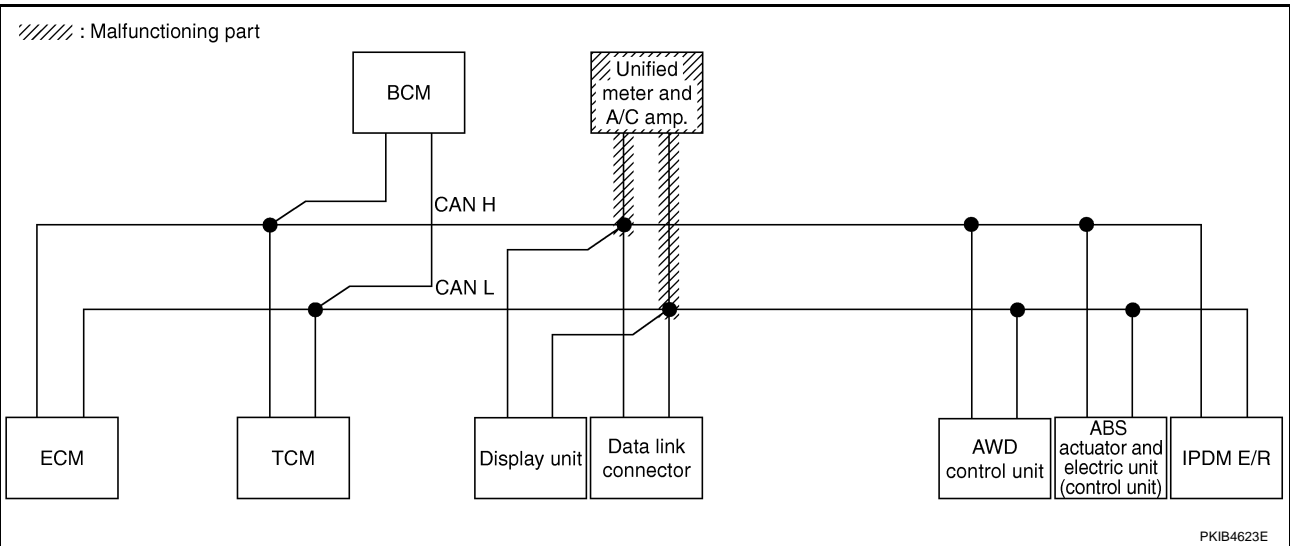 : Malfunctioning part
BCM
Unified
meter and
A/C amp.
CAN H
CAN L
ECM
TCM
Display unit
Data link
connector
AWD
control unit
ABS
actuator and
electric unit
(control unit)
IPDM E/R
PKIB4623E